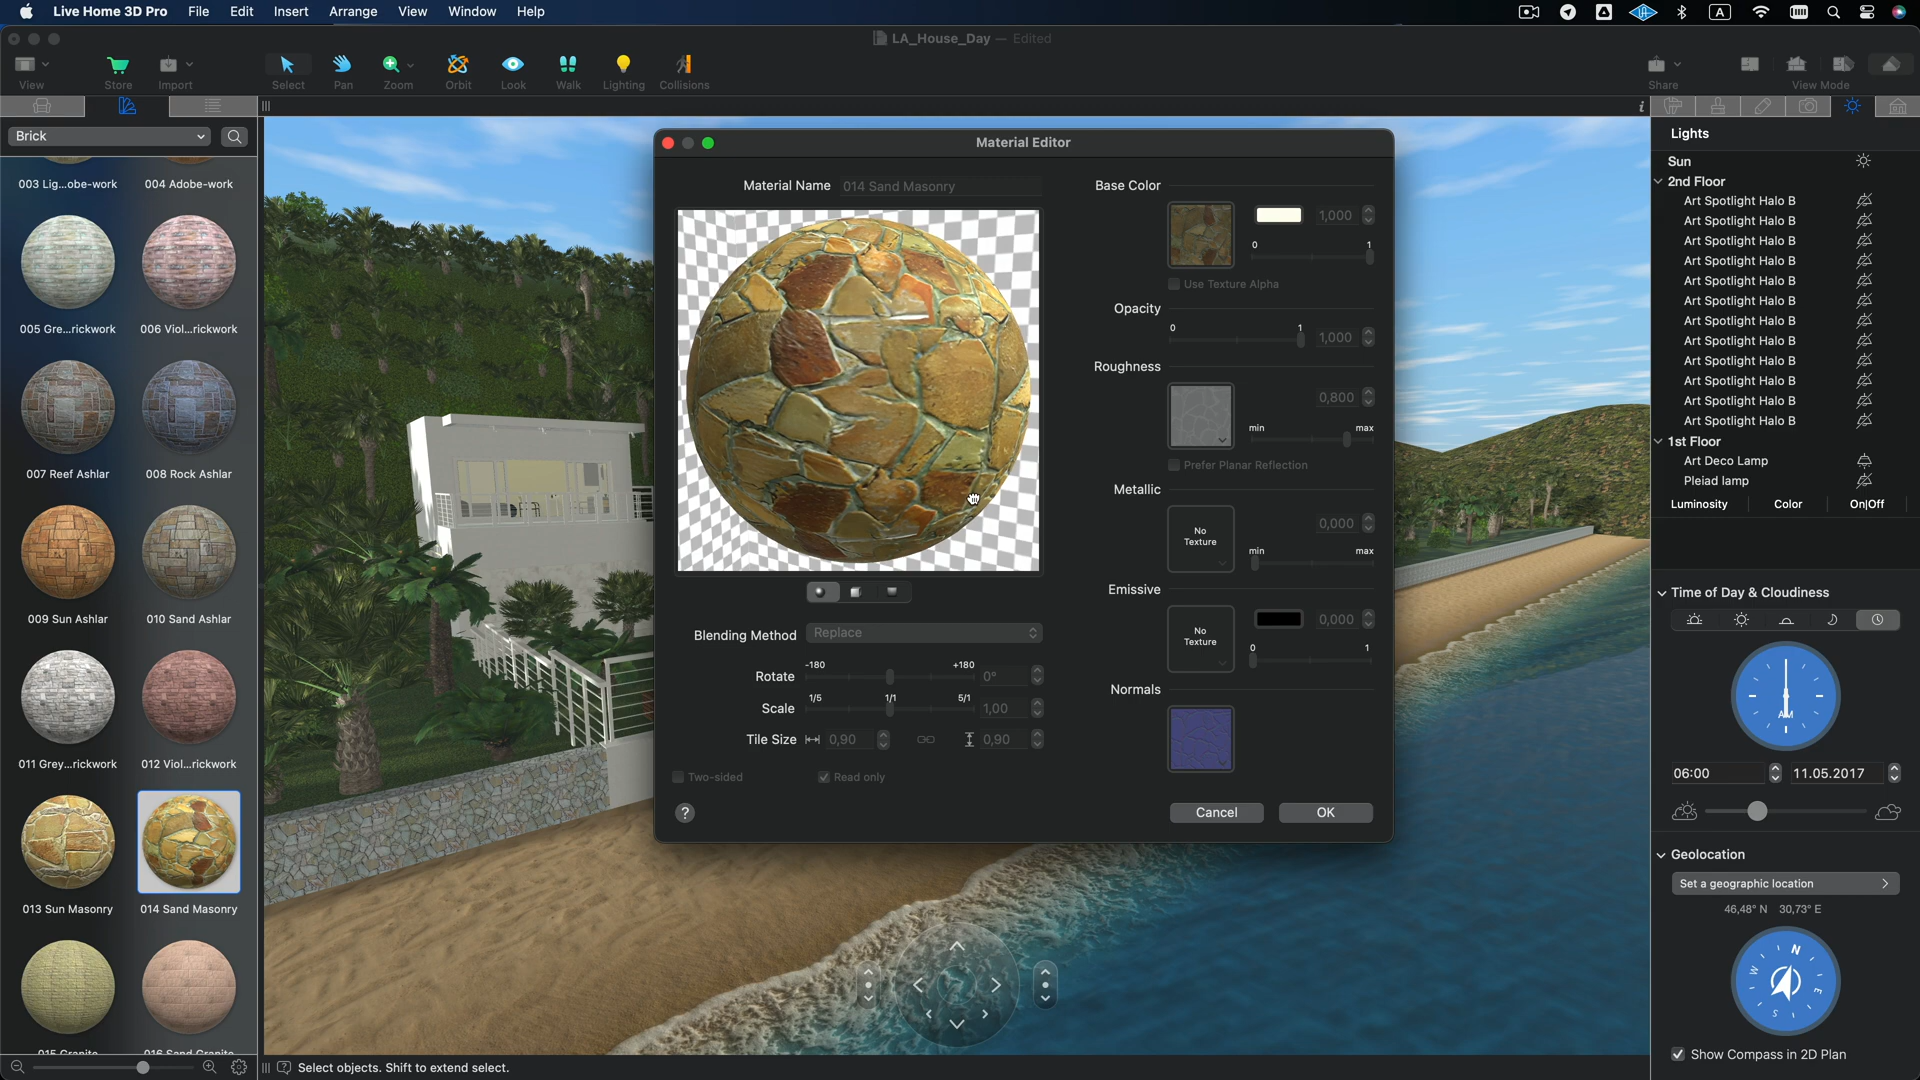 Live Home 3D Pro File Edit Insert Arrange View Window Help
LA_House_Day — Edited
View Store Import Select Pan Zoom Orbit Look Walk Lighting Collisions Share View Mode
Brick
003 Lig...obe-work 004 Adobe-work
005 Gre...rickwork 006 Viol...rickwork
007 Reef Ashlar 008 Rock Ashlar
009 Sun Ashlar 010 Sand Ashlar
011 Grey...rickwork 012 Viol...rickwork
013 Sun Masonry 014 Sand Masonry
015 Granite 016 Sand Granite
Material Editor
Material Name 014 Sand Masonry
Blending Method Replace
-180 +180
Rotate 0°
1/5 1/1 5/1
Scale 1,00
Tile Size 0,90 0,90
Two-sided Read only
?
Base Color
1,000
0 1
Use Texture Alpha
Opacity
0 1 1,000
Roughness
0,800
min max
Prefer Planar Reflection
Metallic
No
Texture
0,000
min max
Emissive
No
Texture
0,000
0 1
Normals
Cancel OK
Lights
Sun
2nd Floor
Art Spotlight Halo B
Art Spotlight Halo B
Art Spotlight Halo B
Art Spotlight Halo B
Art Spotlight Halo B
Art Spotlight Halo B
Art Spotlight Halo B
Art Spotlight Halo B
Art Spotlight Halo B
Art Spotlight Halo B
Art Spotlight Halo B
Art Spotlight Halo B
1st Floor
Art Deco Lamp
Pleiad lamp
Luminosity Color On|Off
Time of Day & Cloudiness
AM
06:00 11.05.2017
Geolocation
Set a geographic location
46,48° N 30,73° E
N
W
E
S
Show Compass in 2D Plan
Select objects. Shift to extend select.